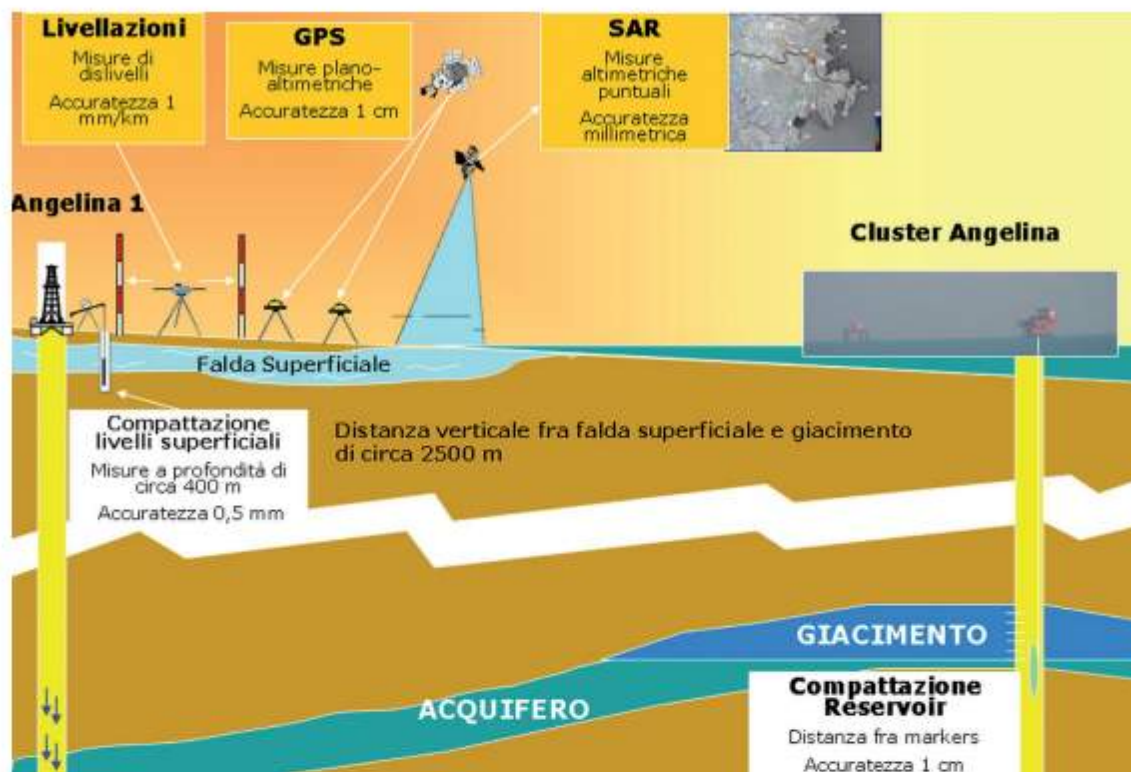 Livellazioni
Misure di
dislivelli
Accuratezza 1
mm/km
GPS
Misure plano-
altimetriche
Accuratezza 1 cm
SAR
Misure
altimetriche
puntuali
Accuratezza
millimetrica
Angelina 1
Cluster Angelina
Falda Superficiale
Compattazione
livelli superficiali
Misure a profondità di
circa 400 m
Accuratezza 0,5 mm
Distanza verticale fra falda superficiale e giacimento
di circa 2500 m
GIACIMENTO
ACQUIFERO
Compattazione
Reservoir
Distanza fra markers
Accuratezza 1 cm